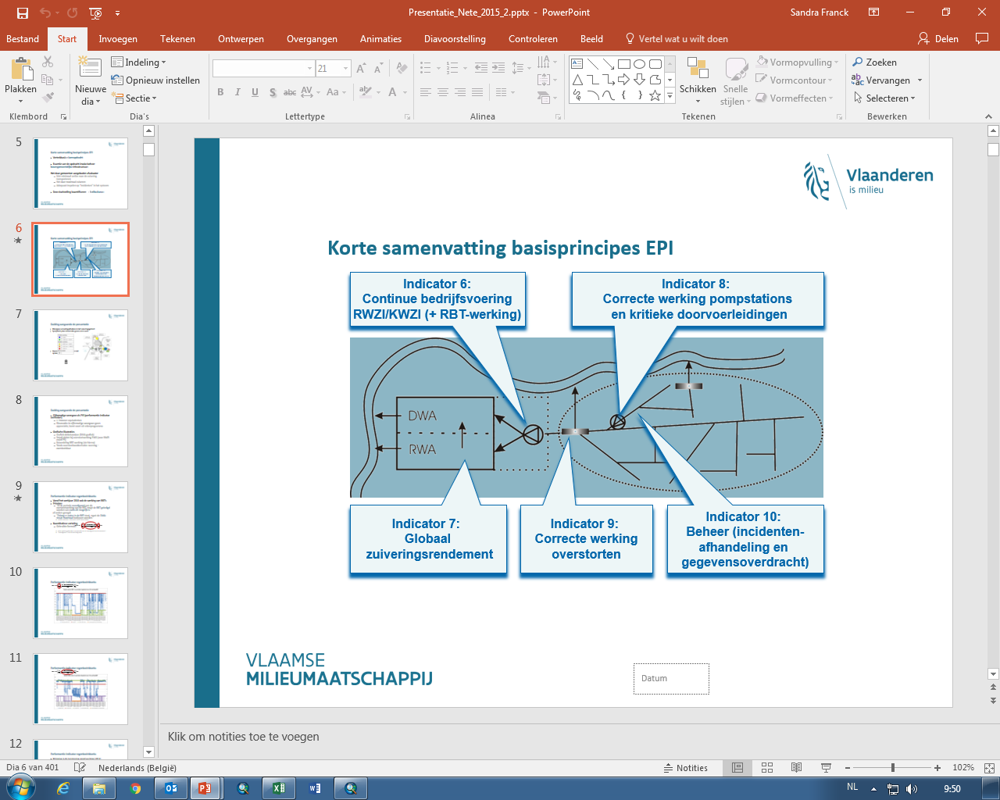 Presentatie_Nete_2015_2.pptx - PowerPoint
Sandra Franck
Bestand Start Invoegen Tekenen Ontwerpen Overgangen Animaties Diavoorstelling Controleren Beeld Vertel wat u wilt doen Delen
Plakken
Klembord
Nieuwe dia
Indeling
Opnieuw instellen
Sectie
Dia's
21
B I U S abc AV Aa A
Lettertype
Alinea
Schikken
Snelle stijlen
Vormopvulling
Vormcontour
Vormeffecten
Tekenen
Zoeken
Vervangen
Selecteren
Bewerken
5
6
7
8
9
10
11
12
Vlaanderen
is milieu
Korte samenvatting basisprincipes EPI
Indicator 6:
Continue bedrijfsvoering
RWZI/KWZI (+ RBT-werking)
Indicator 8:
Correcte werking pompstations
en kritieke doorvoerleidingen
DWA
RWA
Indicator 7:
Globaal
zuiveringsrendement
Indicator 9:
Correcte werking
overstorten
Indicator 10:
Beheer (incidenten-
afhandeling en
gegevensoverdracht)
VLAAMSE
MILIEUMAATSCHAPPIJ
Datum
Klik om notities toe te voegen
Dia 6 van 401
Nederlands (België)
Notities
102%
NL
9:50